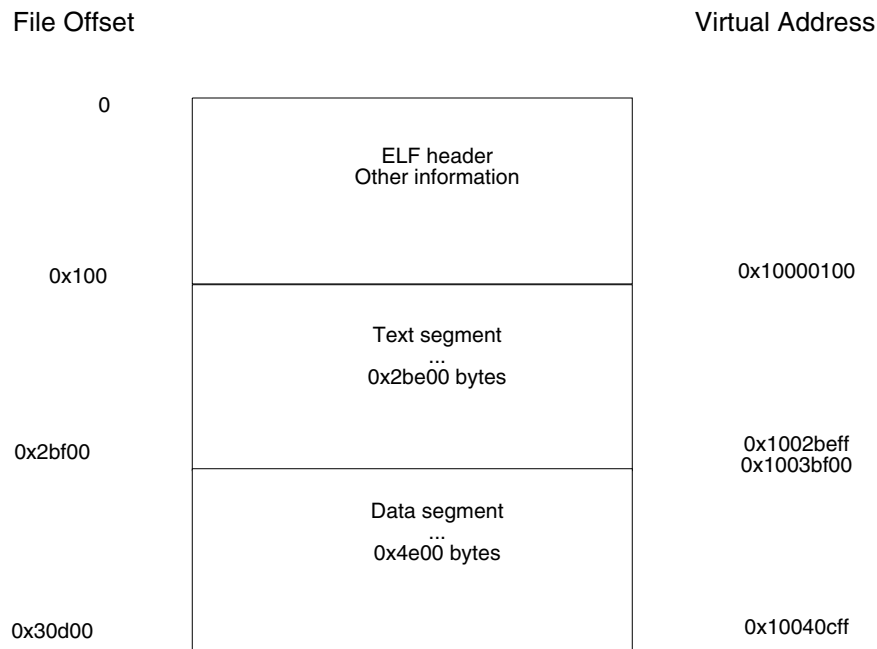 File Offset
Virtual Address
0
ELF header
Other information
0x100
0x10000100
Text segment
...
0x2be00 bytes
0x2bf00
0x1002beff
0x1003bf00
Data segment
...
0x4e00 bytes
0x30d00
0x10040cff